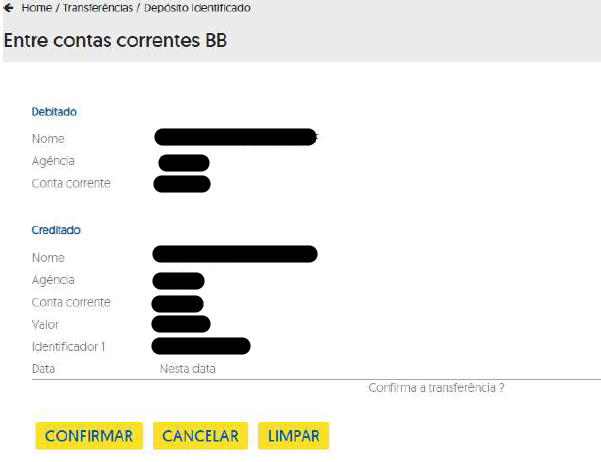 Home / Transferências / Depósito Identificado
Entre contas correntes BB
Debitado
Nome
Agência
Conta corrente
Creditado
Nome
Agência
Conta corrente
Valor
Identificador 1
Data Nesta data
Confirma a transferência ?
CONFIRMAR CANCELAR LIMPAR